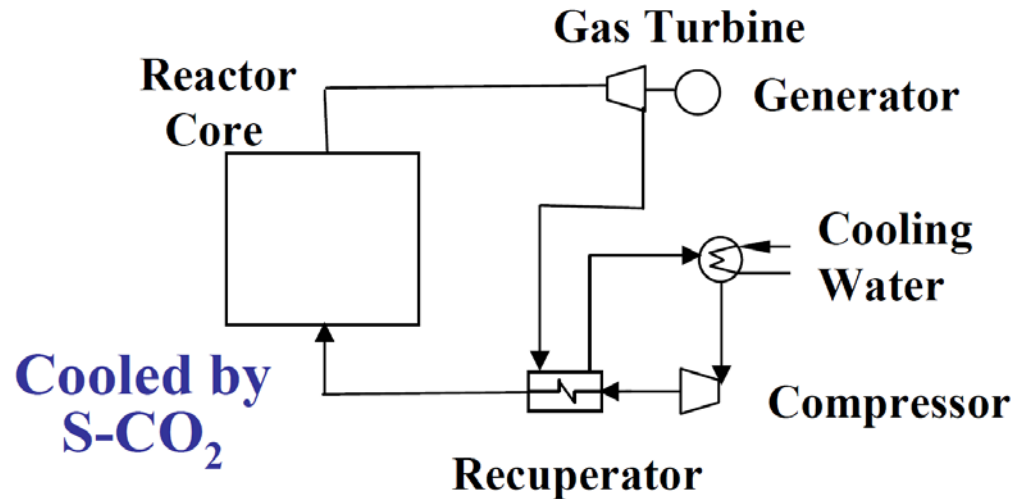 Gas Turbine
Reactor
Core
Generator
Cooling
Water
Cooled by
S-CO₂
Compressor
Recuperator